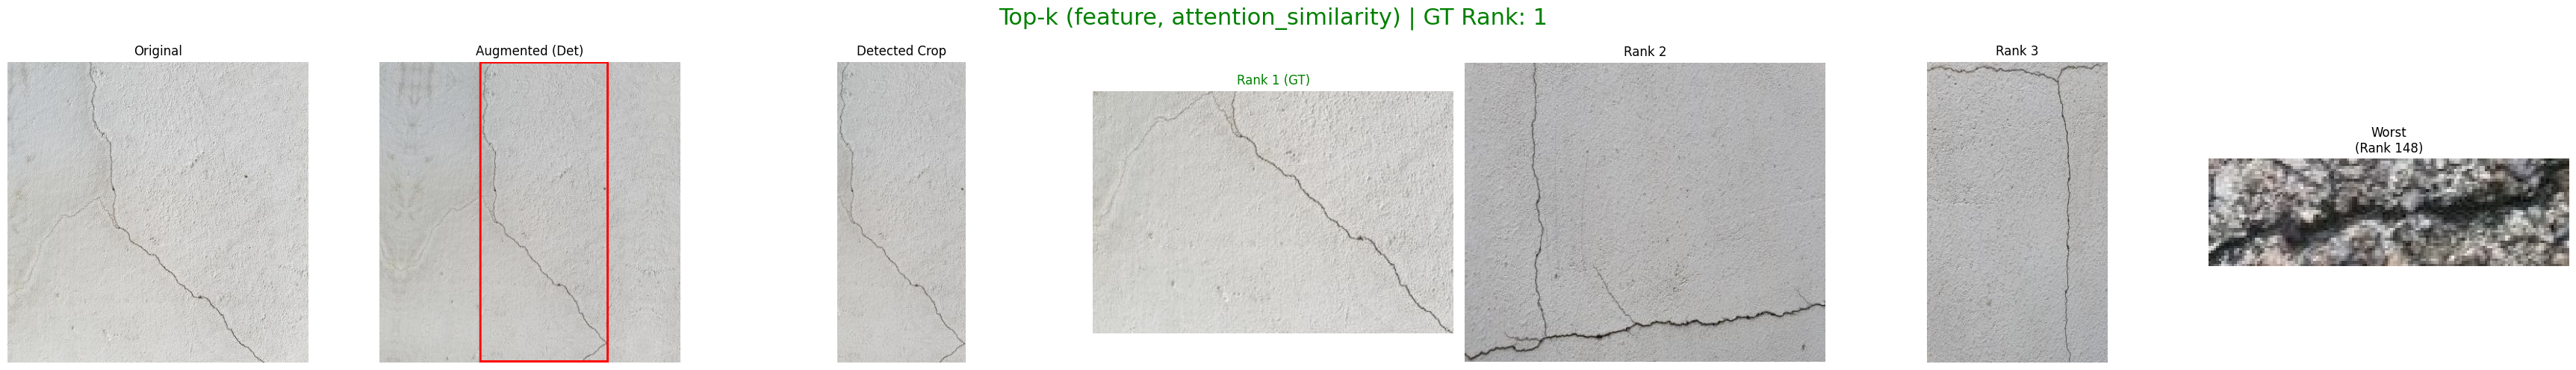 Top-k (feature, attention_similarity) | GT Rank: 1
Original
Augmented (Det)
Detected Crop
Rank 1 (GT)
Rank 2
Rank 3
Worst
(Rank 148)